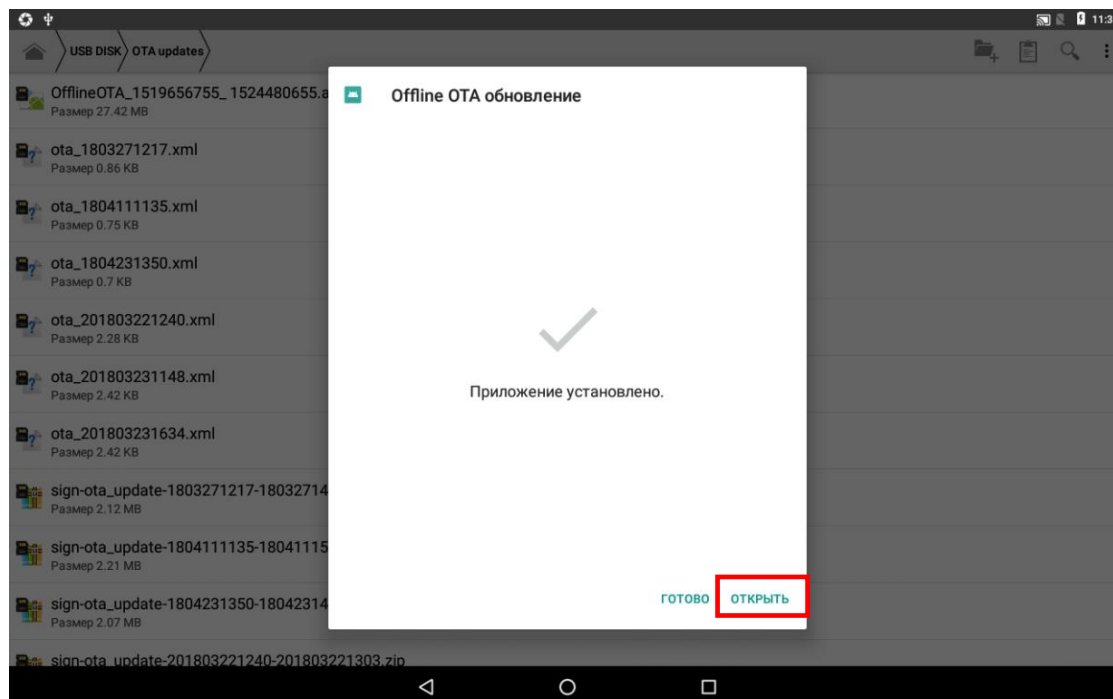 11:3
USB DISK OTA updates
OfflineOTA_1519656755_ 1524480655.a
Размер 27.42 MB
ota_1803271217.xml
Размер 0.86 KB
ota_1804111135.xml
Размер 0.75 KB
ota_1804231350.xml
Размер 0.7 KB
ota_201803221240.xml
Размер 2.28 KB
ota_201803231148.xml
Размер 2.42 KB
ota_201803231634.xml
Размер 2.42 KB
sign-ota_update-1803271217-18032714
Размер 2.12 MB
sign-ota_update-1804111135-18041115
Размер 2.21 MB
sign-ota_update-1804231350-18042314
Размер 2.07 MB
sign-ota_update-201803221240-201803221303.zip
Offline OTA обновление
Приложение установлено.
ГОТОВО ОТКРЫТЬ